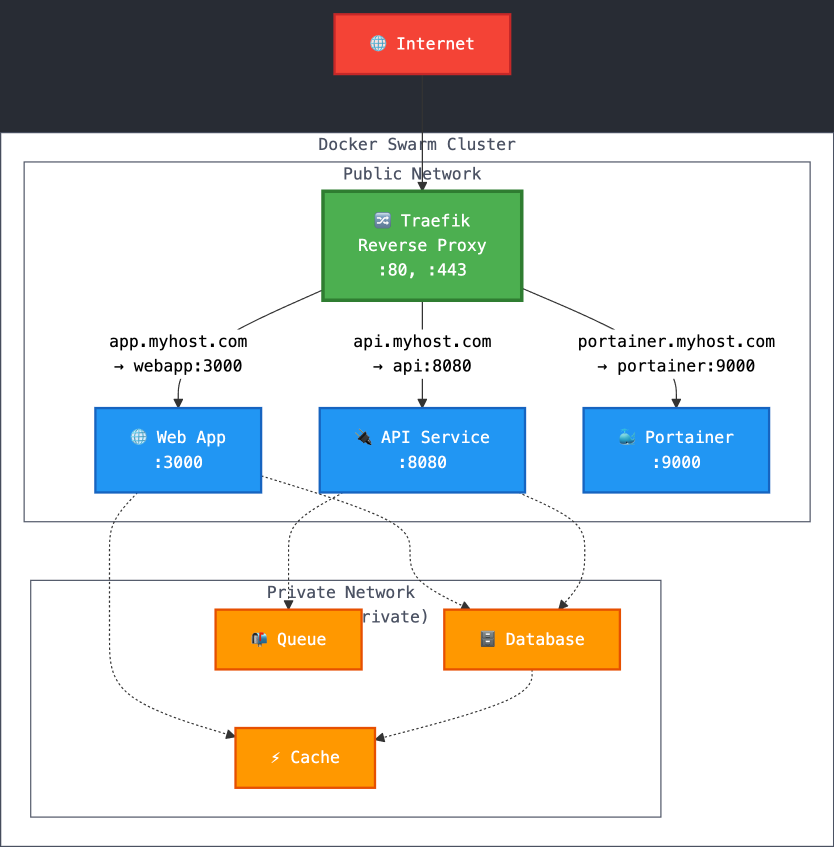 Internet
Docker Swarm Cluster
Public Network
Traefik
Reverse Proxy
:80, :443
app.myhost.com
→ webapp:3000
api.myhost.com
→ api:8080
portainer.myhost.com
→ portainer:9000
Web App
:3000
API Service
:8080
Portainer
:9000
Private Network
rivate)
Queue
Database
Cache